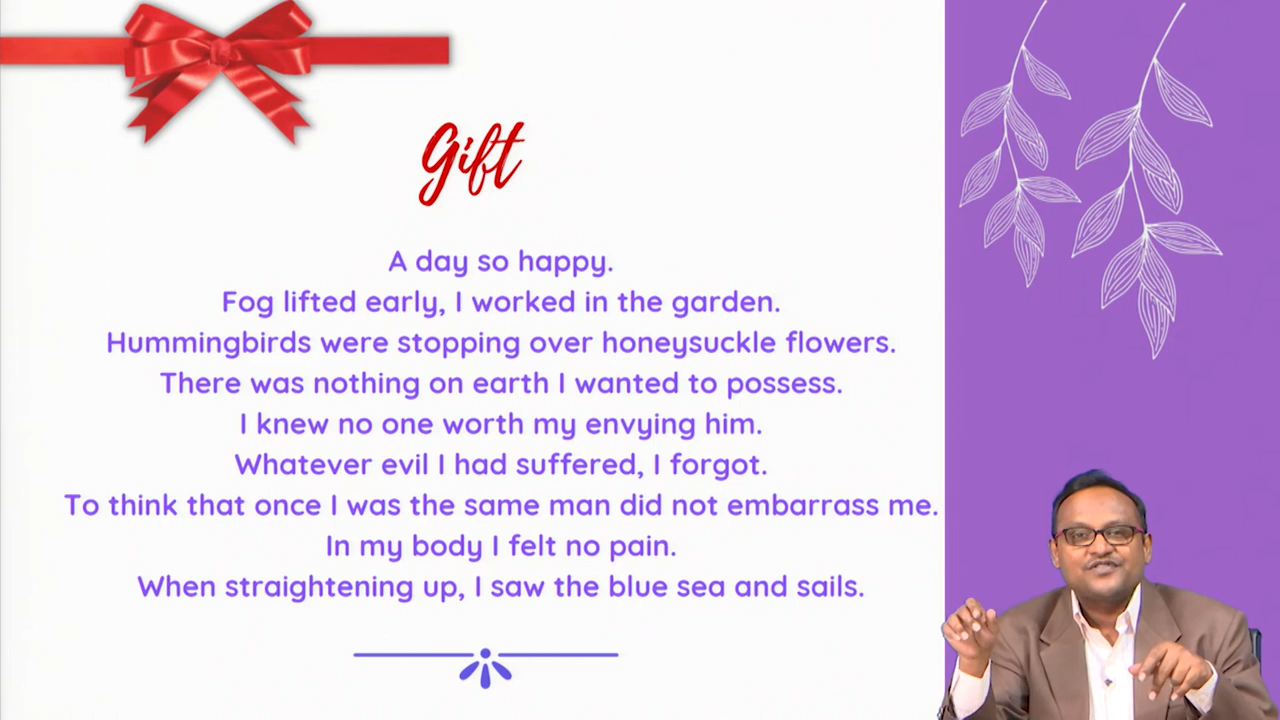 Gift
A day so happy.
Fog lifted early, I worked in the garden.
Hummingbirds were stopping over honeysuckle flowers.
There was nothing on earth I wanted to possess.
I knew no one worth my envying him.
Whatever evil I had suffered, I forgot.
To think that once I was the same man did not embarrass me.
In my body I felt no pain.
When straightening up, I saw the blue sea and sails.